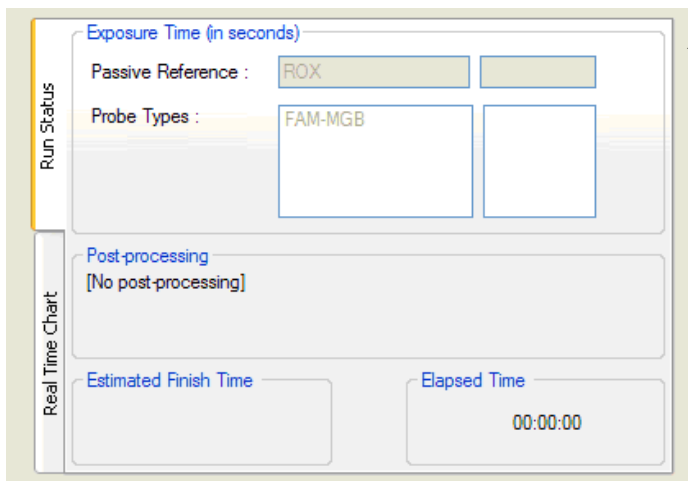 Exposure Time (in seconds)
Passive Reference : ROX
Probe Types : FAM-MGB
Run Status
Post-processing
[No post-processing]
Real Time Chart
Estimated Finish Time
Elapsed Time
00:00:00